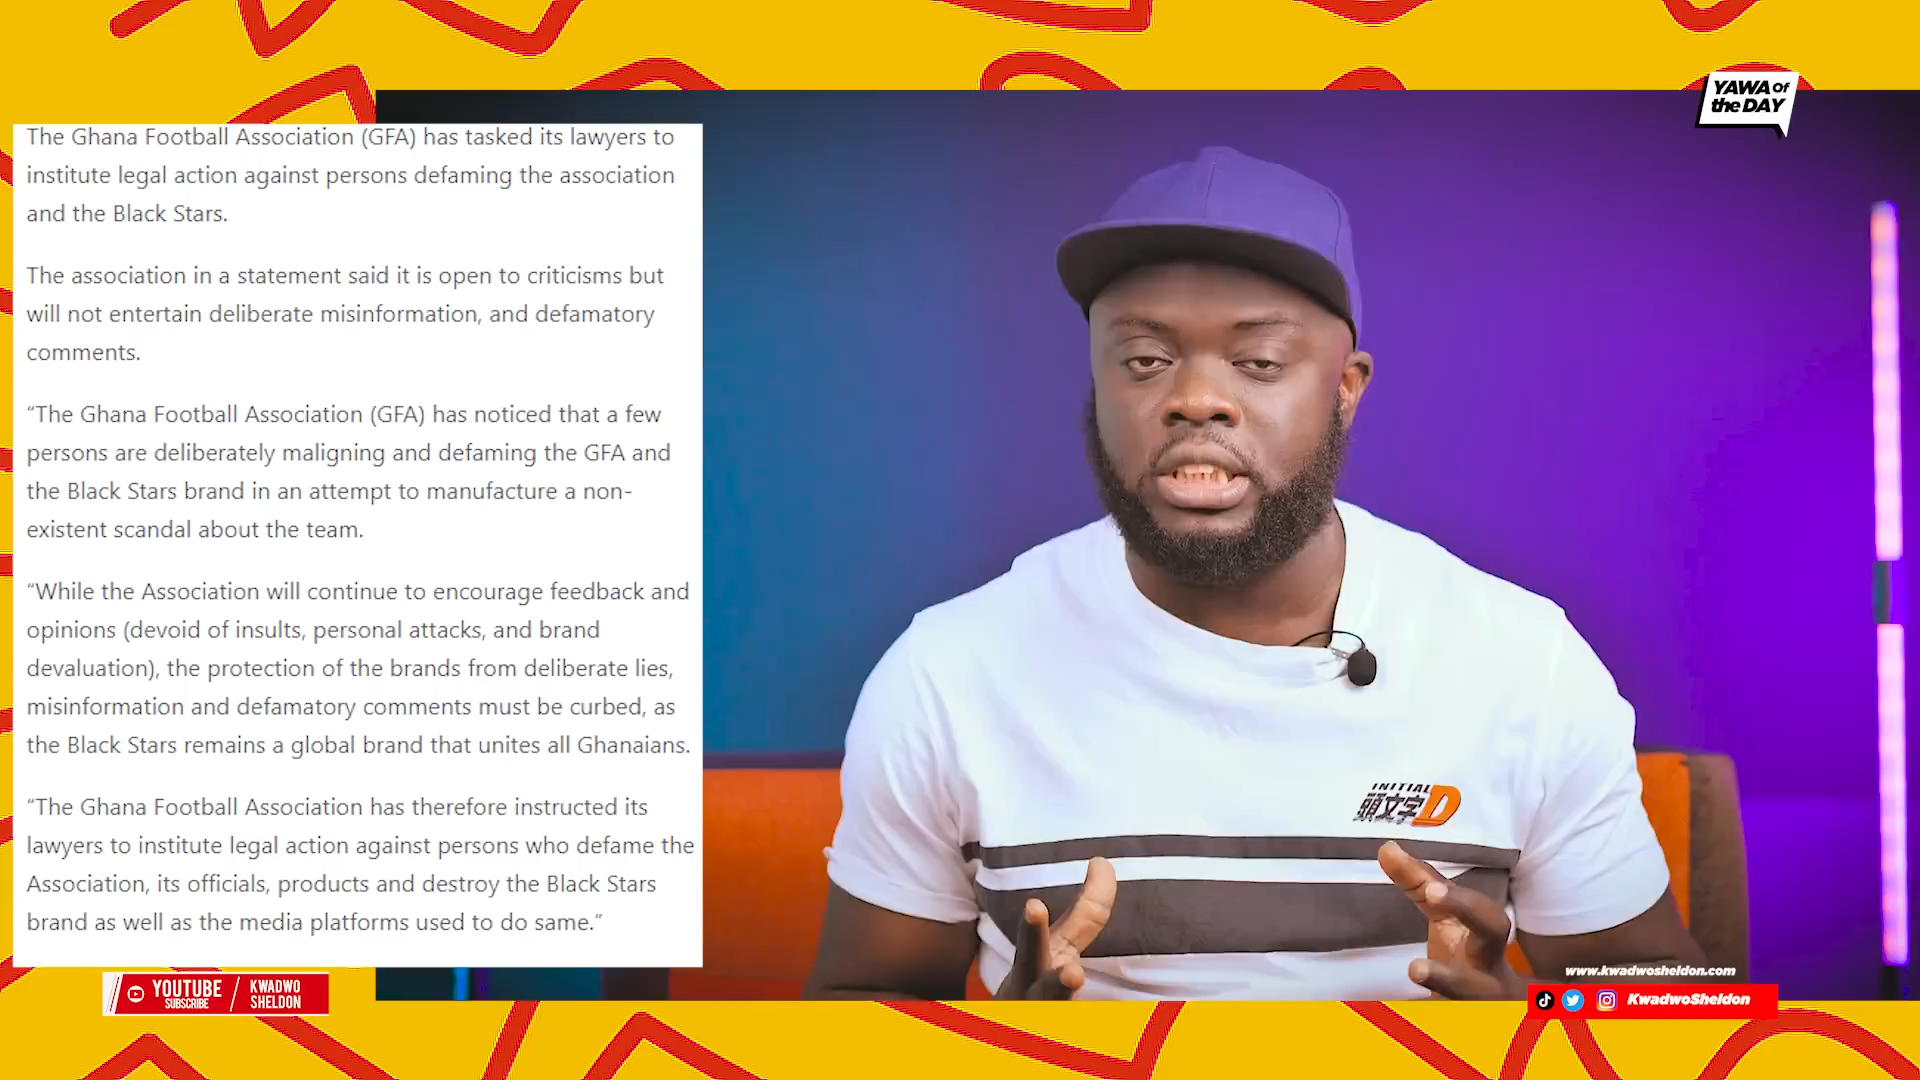 YAWA of
the DAY
The Ghana Football Association (GFA) has tasked its lawyers to
institute legal action against persons defaming the association
and the Black Stars.
The association in a statement said it is open to criticisms but
will not entertain deliberate misinformation, and defamatory
comments.
“The Ghana Football Association (GFA) has noticed that a few
persons are deliberately maligning and defaming the GFA and
the Black Stars brand in an attempt to manufacture a non-
existent scandal about the team.
“While the Association will continue to encourage feedback and
opinions (devoid of insults, personal attacks, and brand
devaluation), the protection of the brands from deliberate lies,
misinformation and defamatory comments must be curbed, as
the Black Stars remains a global brand that unites all Ghanaians.
“The Ghana Football Association has therefore instructed its
lawyers to institute legal action against persons who defame the
Association, its officials, products and destroy the Black Stars
brand as well as the media platforms used to do same.”
INITIAL
頭文字D
YOUTUBE
SUBSCRIBE
KWADWO
SHELDON
www.kwadwosheldon.com
KwadwoSheldon